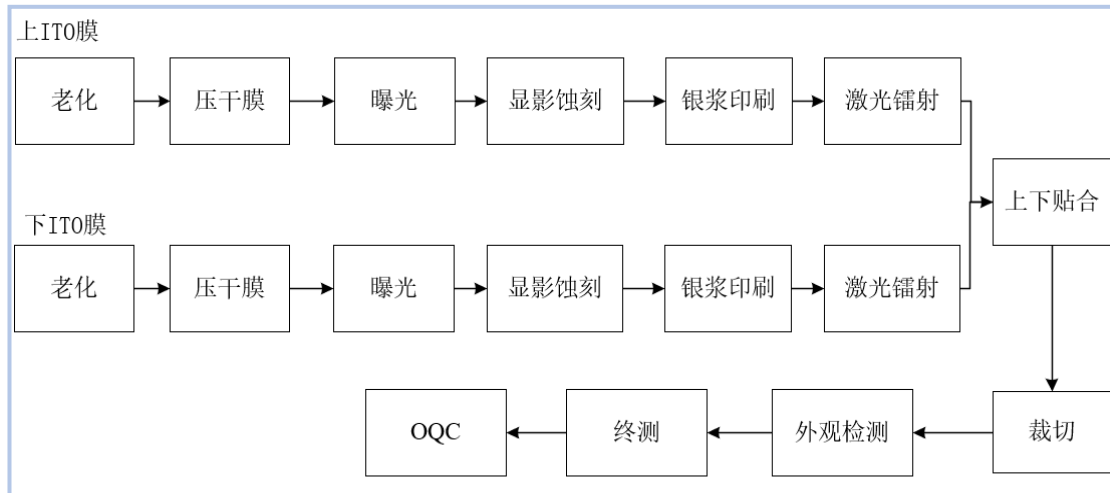 上ITO膜
老化
压干膜
曝光
显影蚀刻
银浆印刷
激光镭射
上下贴合
下ITO膜
老化
压干膜
曝光
显影蚀刻
银浆印刷
激光镭射
OQC
终测
外观检测
裁切